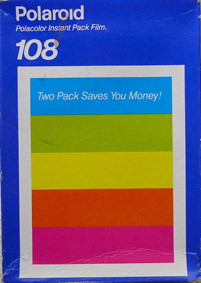 Polaroid
Polacolor Instant Pack Film.
108
Two Pack Saves You Money!